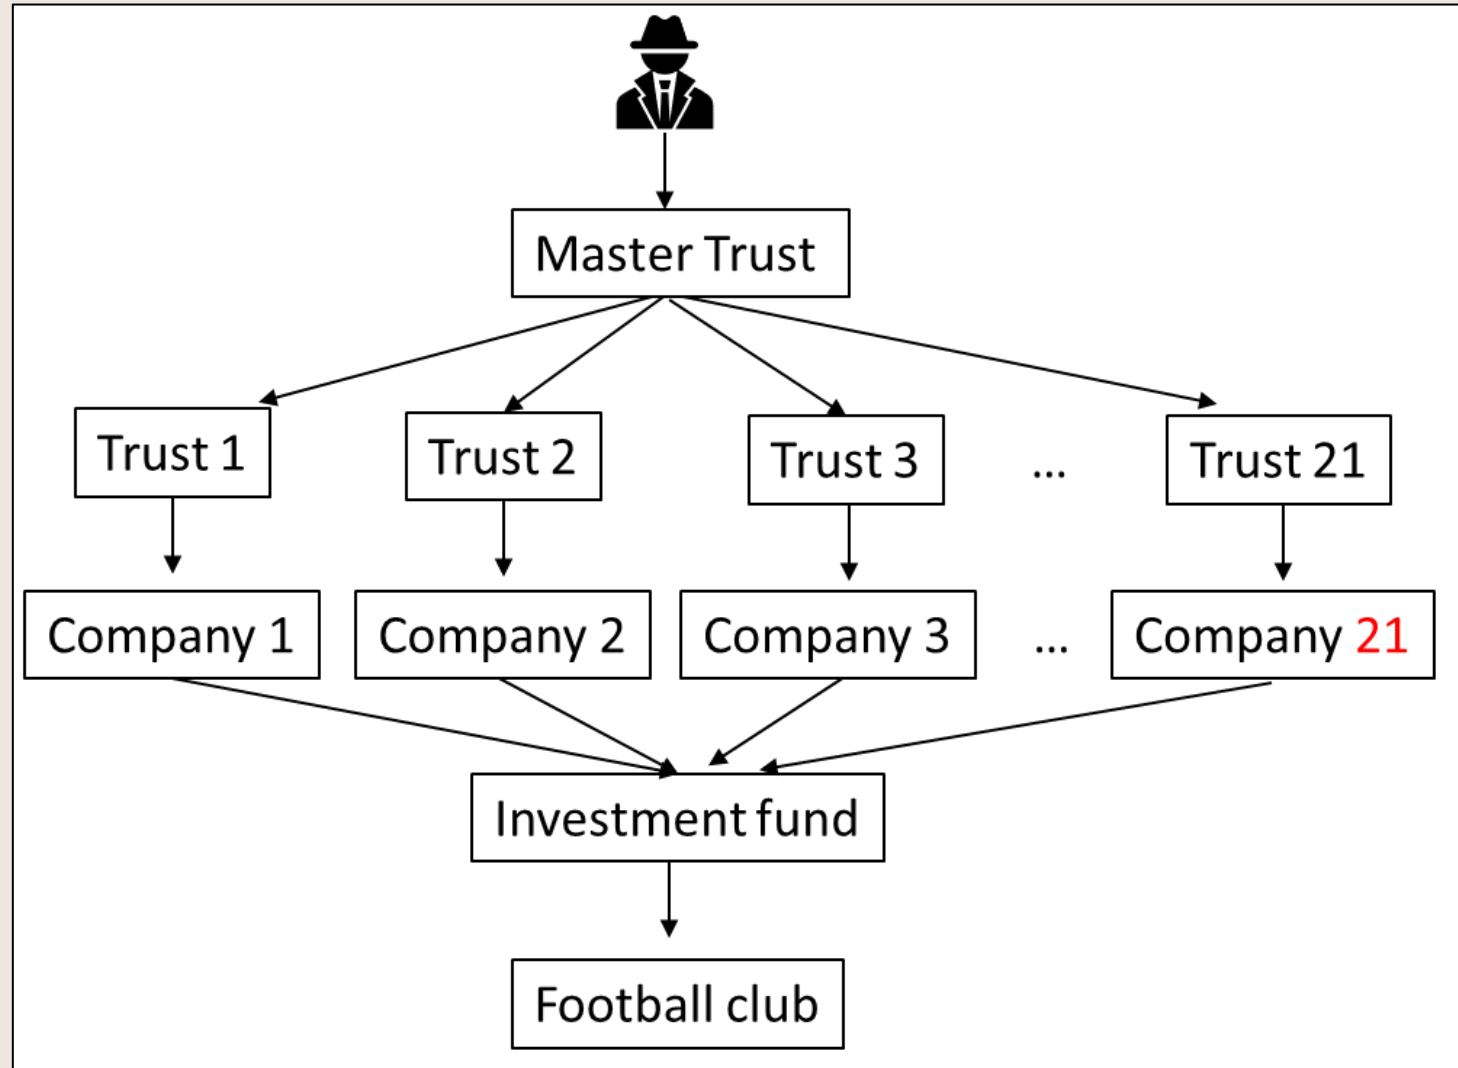 Master Trust
Trust 1
Trust 2
Trust 3
...
Trust 21
Company 1
Company 2
Company 3
...
Company 21
Investment fund
Football club